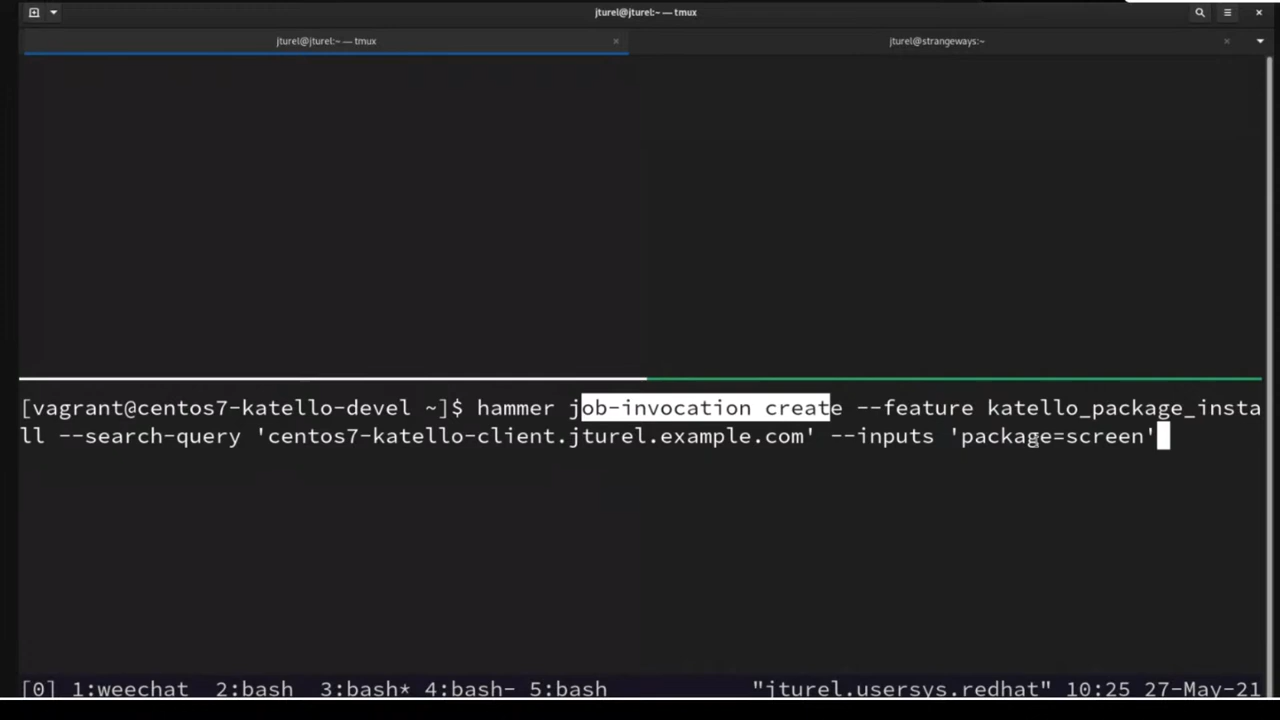 jturel@jturel:~ — tmux
jturel@jturel:~ — tmux
jturel@strangeways:~
[vagrant@centos7-katello-devel ~]$ hammer job-invocation create --feature katello_package_insta
ll --search-query 'centos7-katello-client.jturel.example.com' --inputs 'package=screen'
[0] 1:weechat 2:bash 3:bash* 4:bash- 5:bash "jturel.usersys.redhat" 10:25 27-May-21